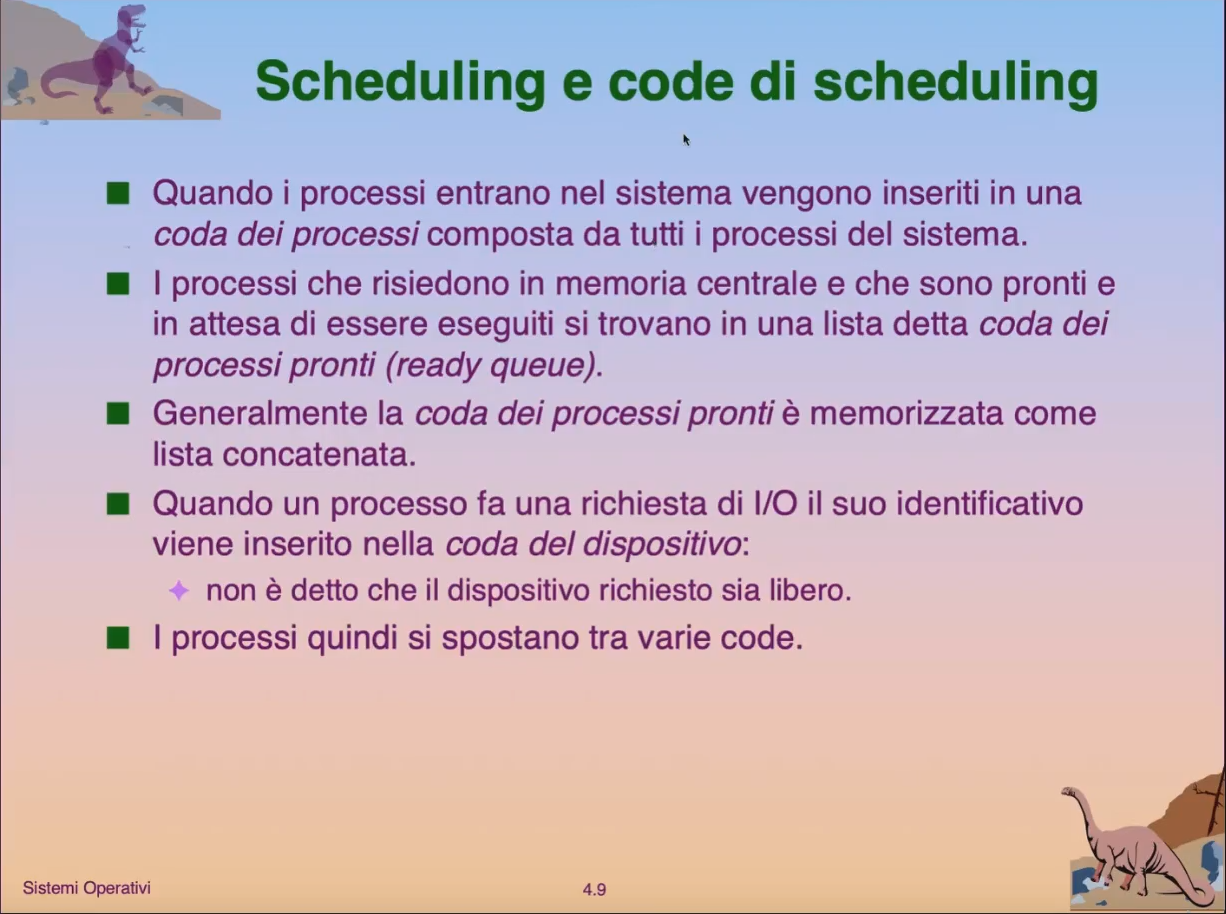 Scheduling e code di scheduling
Quando i processi entrano nel sistema vengono inseriti in una
coda dei processi composta da tutti i processi del sistema.
I processi che risiedono in memoria centrale e che sono pronti e
in attesa di essere eseguiti si trovano in una lista detta coda dei
processi pronti (ready queue).
Generalmente la coda dei processi pronti è memorizzata come
lista concatenata.
Quando un processo fa una richiesta di I/O il suo identificativo
viene inserito nella coda del dispositivo:
non è detto che il dispositivo richiesto sia libero.
I processi quindi si spostano tra varie code.
Sistemi Operativi
4.9